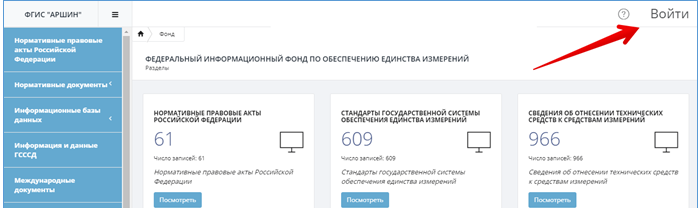 ФГИС "АРШИН"
Войти
Нормативные правовые
акты Российской
Федерации
Нормативные документы
Информационные базы
данных
Информация и данные
ГСССД
Международные
документы
Фонд
ФЕДЕРАЛЬНЫЙ ИНФОРМАЦИОННЫЙ ФОНД ПО ОБЕСПЕЧЕНИЮ ЕДИНСТВА ИЗМЕРЕНИЙ
Разделы
НОРМАТИВНЫЕ ПРАВОВЫЕ АКТЫ
РОССИЙСКОЙ ФЕДЕРАЦИИ
61
Число записей: 61
Нормативные правовые акты Российской
Федерации
Посмотреть
СТАНДАРТЫ ГОСУДАРСТВЕННОЙ СИСТЕМЫ
ОБЕСПЕЧЕНИЯ ЕДИНСТВА ИЗМЕРЕНИЙ
609
Число записей: 609
Стандарты государственной системы
обеспечения единства измерений
Посмотреть
СВЕДЕНИЯ ОБ ОТНЕСЕНИИ ТЕХНИЧЕСКИХ
СРЕДСТВ К СРЕДСТВАМ ИЗМЕРЕНИЙ
966
Число записей: 966
Сведения об отнесении технических средств
к средствам измерений
Посмотреть